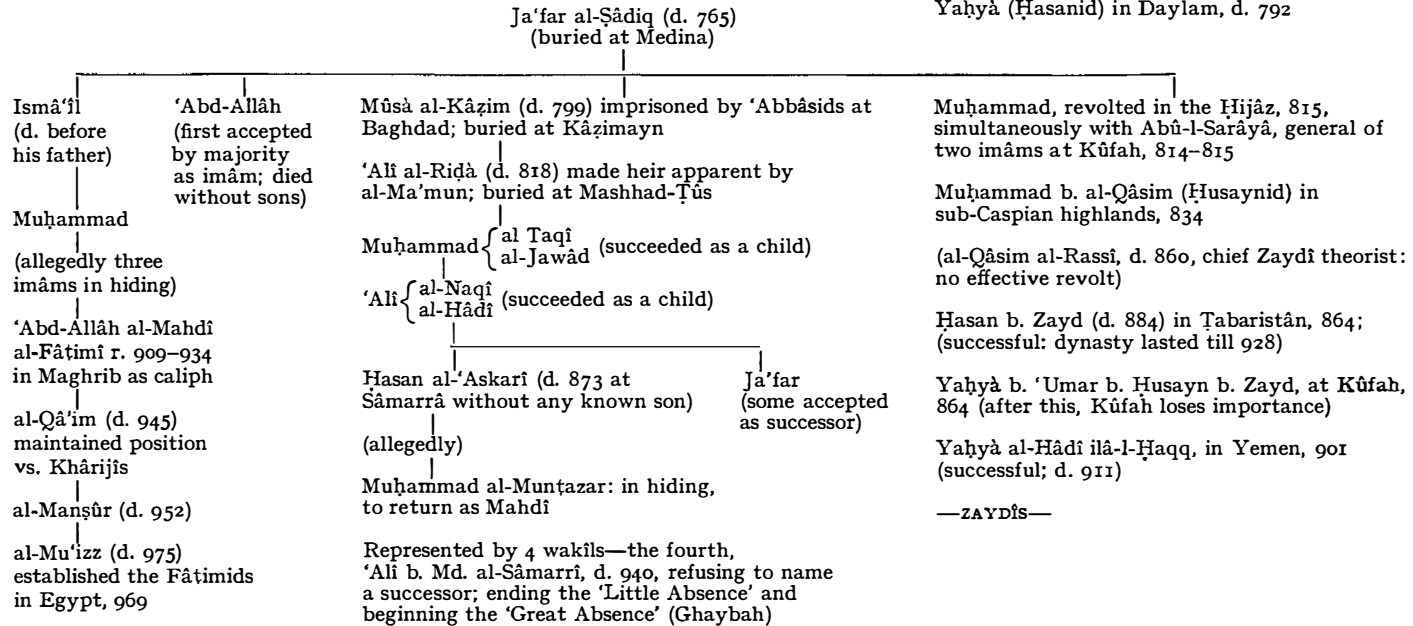 Ja'far al-Ṣâdiq (d. 765)
(buried at Medina)
Yaḥyà (Ḥasanid) in Daylam, d. 792
Ismâ'îl
(d. before
his father)
Muḥammad
(allegedly three
imâms in hiding)
'Abd-Allâh al-Mahdî
al-Fâṭimî r. 909–934
in Maghrib as caliph
al-Qâ'im (d. 945)
maintained position
vs. Khârijîs
al-Manṣûr (d. 952)
al-Mu'izz (d. 975)
established the Fâṭimids
in Egypt, 969
'Abd-Allâh
(first accepted
by majority
as imâm; died
without sons)
Mûsà al-Kâẓim (d. 799) imprisoned by 'Abbâsids at
Baghdad; buried at Kâẓimayn
'Alî al-Riḍà (d. 818) made heir apparent by
al-Ma'mun; buried at Mashhad-Ṭûs
Muḥammad { al Taqî
al-Jawâd (succeeded as a child)
'Alî { al-Naqî
al-Hâdî (succeeded as a child)
Ḥasan al-'Askarî (d. 873 at
Sâmarrâ without any known son)
(allegedly)
Muḥammad al-Munṭazar: in hiding,
to return as Mahdî
Represented by 4 wakîls—the fourth,
'Alî b. Md. al-Sâmarrî, d. 940, refusing to name
a successor; ending the 'Little Absence' and
beginning the 'Great Absence' (Ghaybah)
Ja'far
(some accepted
as successor)
Muḥammad, revolted in the Ḥijâz, 815,
simultaneously with Abû-l-Sarâyâ, general of
two imâms at Kûfah, 814–815
Muḥammad b. al-Qâsim (Ḥusaynid) in
sub-Caspian highlands, 834
(al-Qâsim al-Rassî, d. 860, chief Zaydî theorist:
no effective revolt)
Ḥasan b. Zayd (d. 884) in Ṭabaristân, 864;
(successful: dynasty lasted till 928)
Yaḥyà b. 'Umar b. Ḥusayn b. Zayd, at Kûfah,
864 (after this, Kûfah loses importance)
Yaḥyà al-Hâdî ilâ-l-Ḥaqq, in Yemen, 901
(successful; d. 911)
—ZAYDÎS—